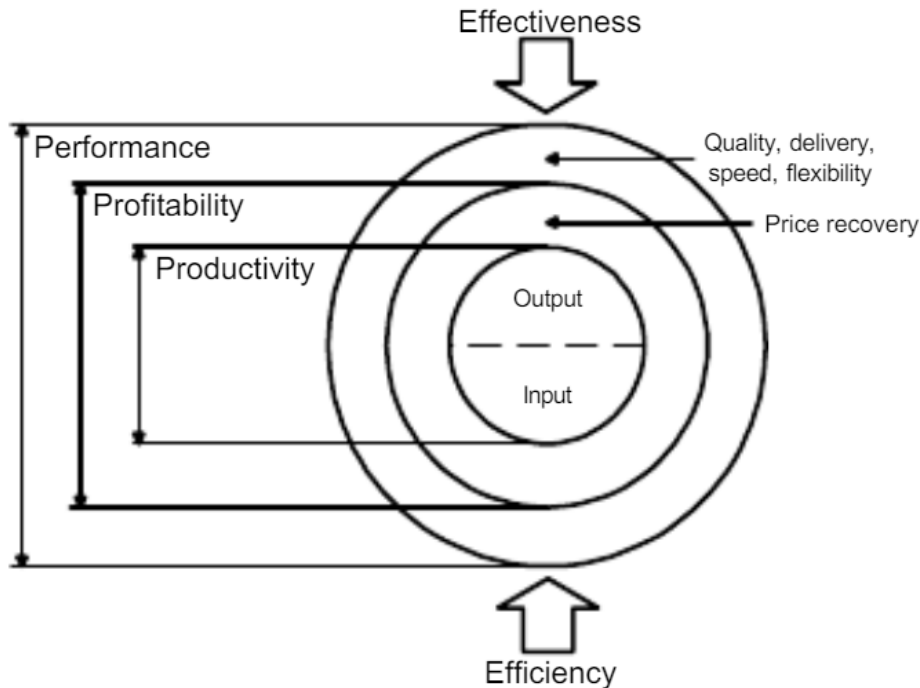 Effectiveness
Performance
Quality, delivery,
speed, flexibility
Profitability
Price recovery
Productivity
Output
Input
Efficiency